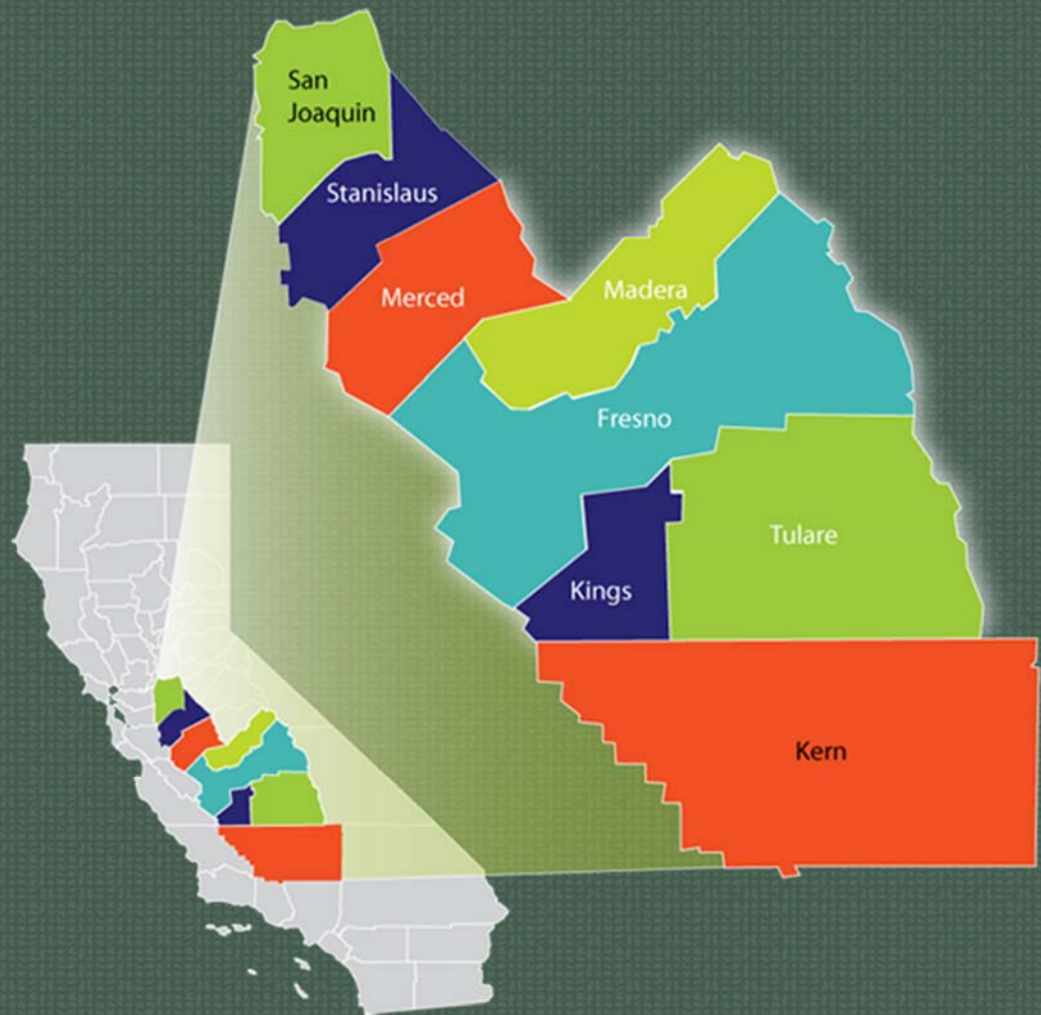 San
Joaquin
Stanislaus
Merced
Madera
Fresno
Tulare
Kings
Kern